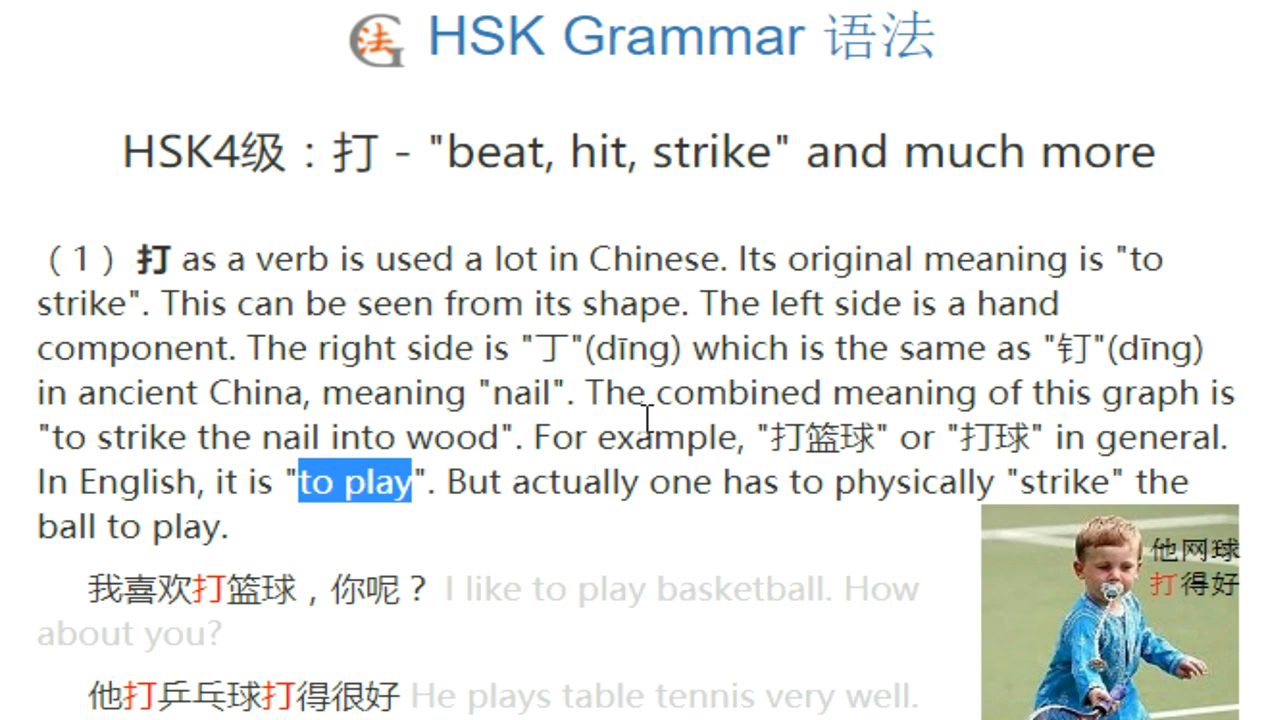 法 HSK Grammar 语法
HSK4级：打 - "beat, hit, strike" and much more
（1）打 as a verb is used a lot in Chinese. Its original meaning is "to
strike". This can be seen from its shape. The left side is a hand
component. The right side is "丁"(dīng) which is the same as "钉"(dīng)
in ancient China, meaning "nail". The combined meaning of this graph is
"to strike the nail into wood". For example, "打篮球" or "打球" in general.
In English, it is "to play". But actually one has to physically "strike" the
ball to play.
我喜欢打篮球，你呢？ I like to play basketball. How
about you?
他打乒乓球打得很好 He plays table tennis very well.
他网球
打得好